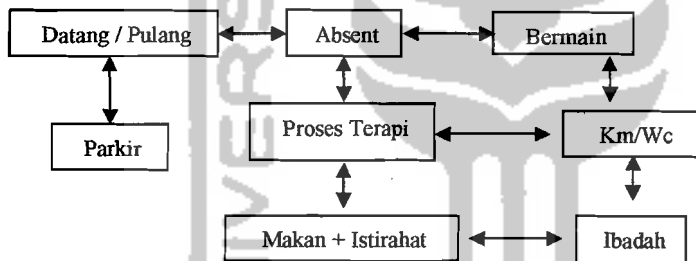 Datang / Pulang
Absent
Bermain
Parkir
Proses Terapi
Km/Wc
Makan + Istirahat
Ibadah